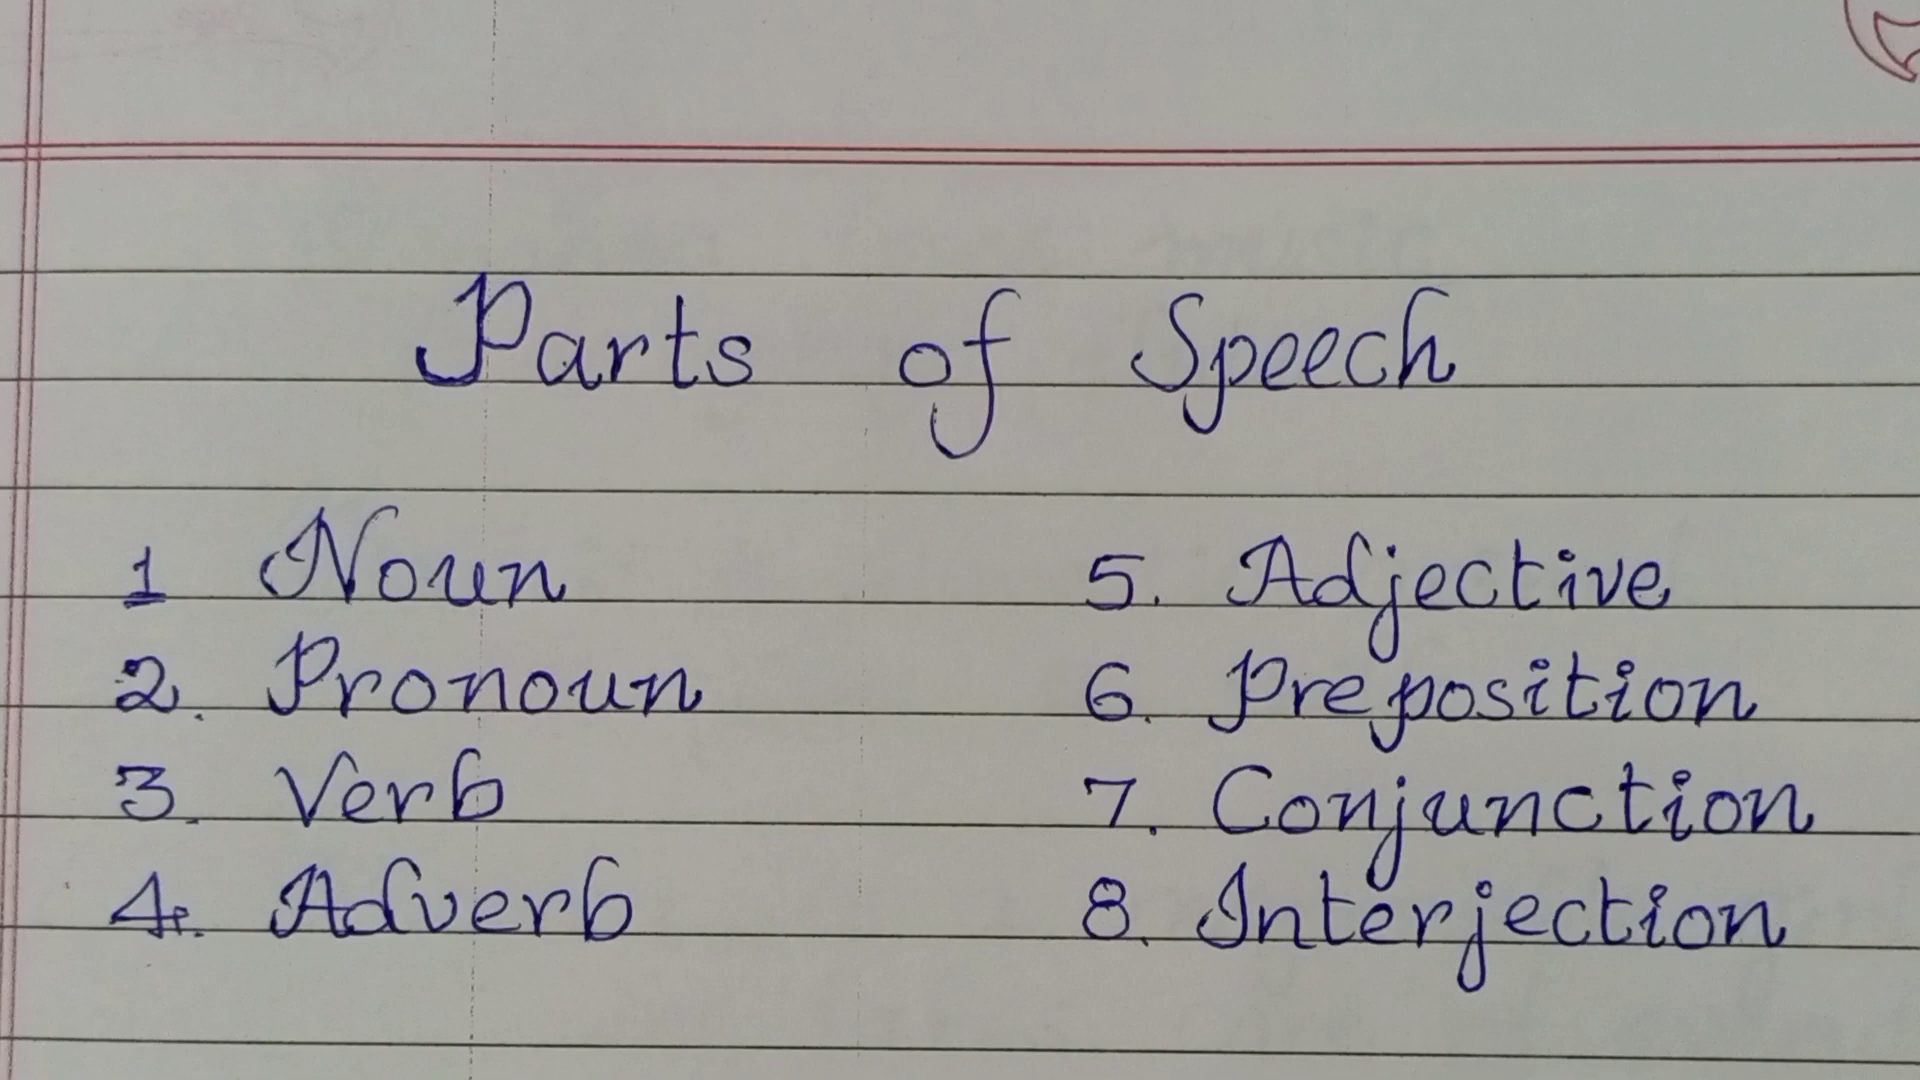 Parts of Speech
1 Noun
2. Pronoun
3. Verb
4. Adverb
5. Adjective
6. Preposition
7. Conjunction
8. Interjection